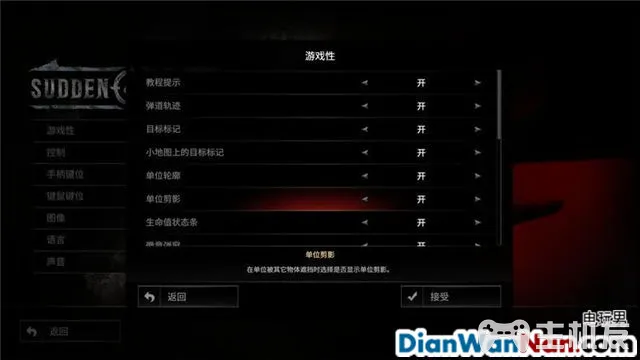 游戏性
SUDDEN
游戏性
控制
手柄键位
键鼠键位
图像
语言
声音
返回
教程提示 开
弹道轨迹 开
目标标记 开
小地图上的目标标记 开
单位轮廓 开
单位剪影 开
生命值状态条 开
单位剪影
在单位被其它物体遮挡时选择是否显示单位剪影。
返回
接受
电玩男
主机客
DianWanNan.com